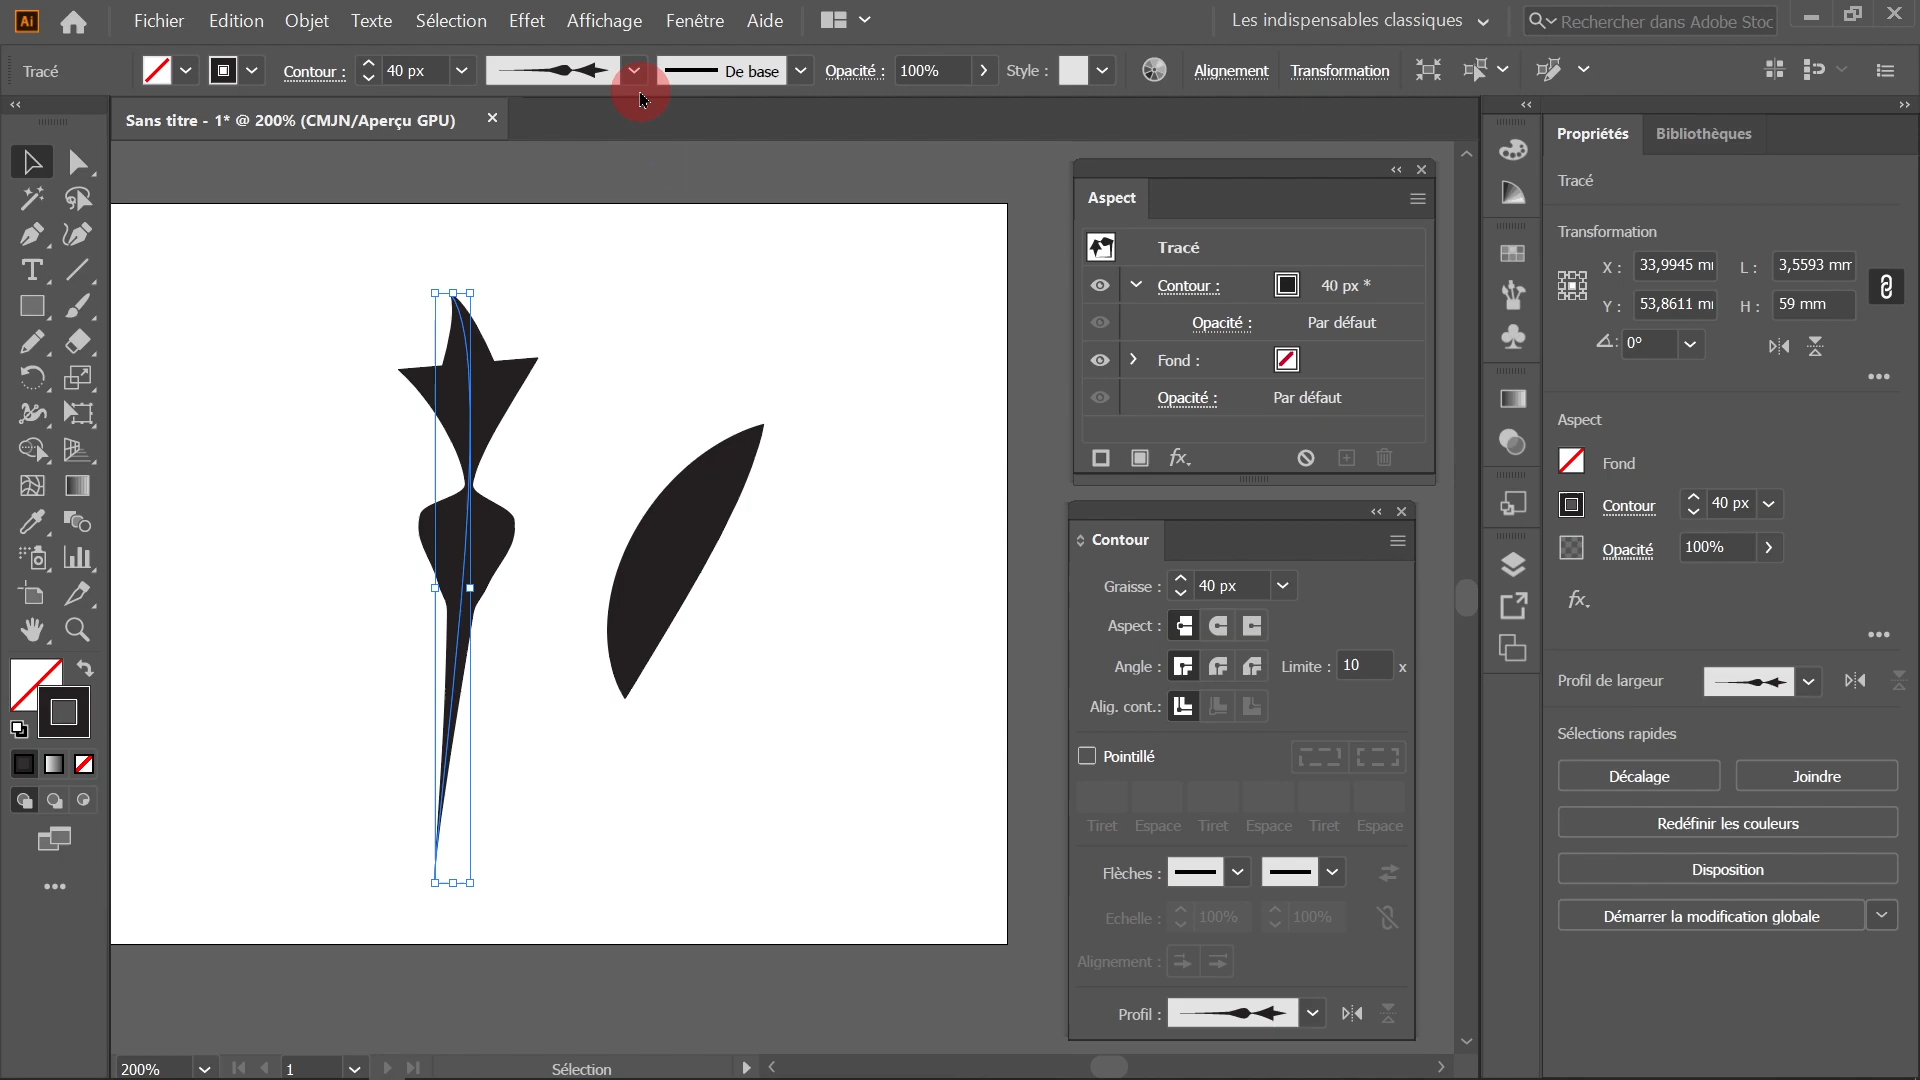 Ai
Fichier Edition Objet Texte Sélection Effet Affichage Fenêtre Aide
Les indispensables classiques
Rechercher dans Adobe Stoc
Tracé
Contour : 40 px
De base
Opacité : 100%
Style :
Alignement
Transformation
Sans titre - 1* @ 200% (CMJN/Aperçu GPU)
Aspect
Tracé
Contour : 40 px *
Opacité : Par défaut
Fond :
Opacité : Par défaut
fx.
Contour
Graisse : 40 px
Aspect :
Angle : Limite : 10 x
Alig. cont.:
Pointillé
Tiret Espace Tiret Espace Tiret Espace
Flèches :
Echelle : 100% 100%
Alignement :
Profil :
Propriétés Bibliothèques
Tracé
Transformation
X : 33,9945 mi L : 3,5593 mm
Y : 53,8611 mi H : 59 mm
0°
Aspect
Fond
Contour 40 px
Opacité 100%
fx.
Profil de largeur
Sélections rapides
Décalage Joindre
Redéfinir les couleurs
Disposition
Démarrer la modification globale
200% 1 Sélection